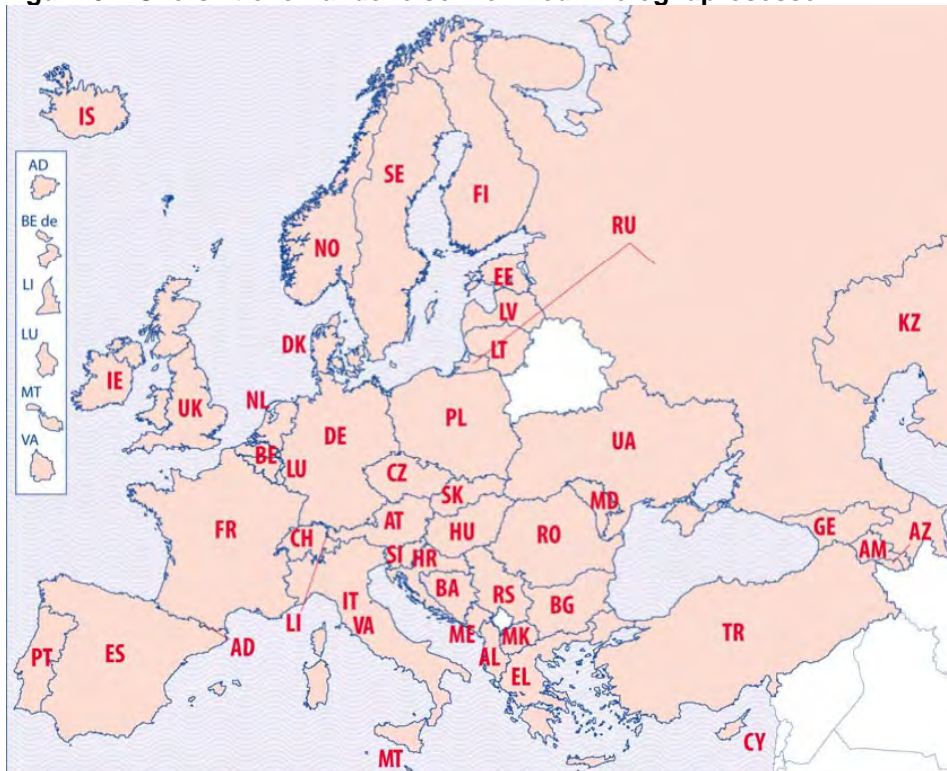 IS
AD
BE de
LI
LU
MT
VA
SE
FI
NO
RU
EE
LV
LT
KZ
DK
IE
UK
NL
DE
PL
BE
LU
UA
CZ
SK
MD
FR
CH
AT
HU
RO
GE
AM
AZ
SI
HR
IT
VA
BA
RS
BG
LI
ME
MK
AL
TR
PT
ES
AD
EL
MT
CY